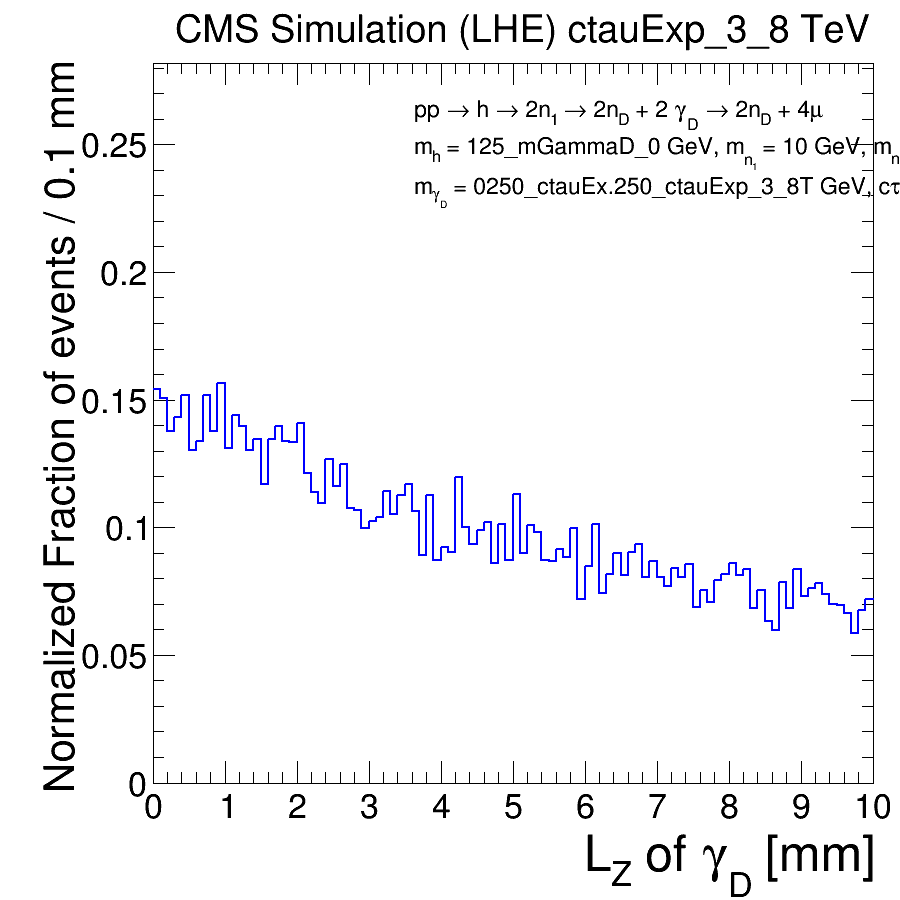 CMS Simulation (LHE) ctauExp_3_8 TeV
pp → h → 2n1 → 2nD + 2 γD → 2nD + 4μ
mh = 125_mGammaD_0 GeV, mn1 = 10 GeV, mn
mγD = 0250_ctauEx.250_ctauExp_3_8T GeV, cτ
Normalized Fraction of events / 0.1 mm
0.25
0.2
0.15
0.1
0.05
0
0 1 2 3 4 5 6 7 8 9 10
LZ of γD [mm]